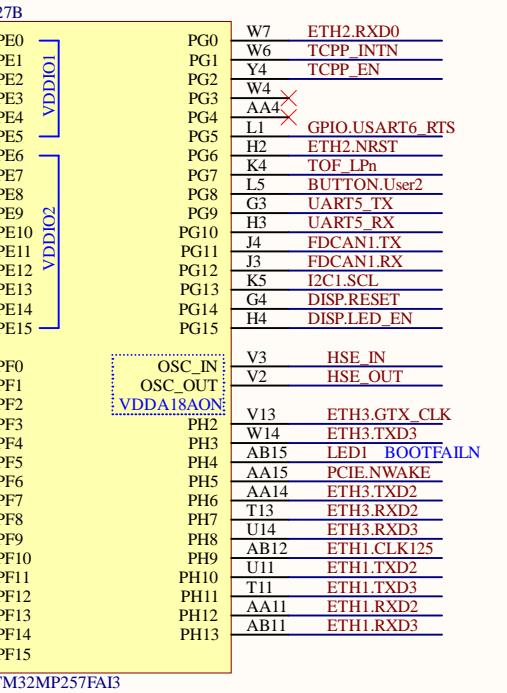 27B
PE0 PG0 W7 ETH2.RXD0
PE1 PG1 W6 TCPP_INTN
PE2 PG2 Y4 TCPP_EN
PE3 PG3 W4
PE4 PG4 AA4
PE5 PG5 L1 GPIO.USART6_RTS
VDDIO1
PE6 PG6 H2 ETH2.NRST
PE7 PG7 K4 TOF_LPn
PE8 PG8 L5 BUTTON.User2
PE9 PG9 G3 UART5_TX
PE10 PG10 H3 UART5_RX
PE11 PG11 J4 FDCAN1.TX
PE12 PG12 J3 FDCAN1.RX
PE13 PG13 K5 I2C1.SCL
PE14 PG14 G4 DISP.RESET
PE15 PG15 H4 DISP.LED_EN
VDDIO2
PF0 OSC_IN V3 HSE_IN
PF1 OSC_OUT V2 HSE_OUT
PF2 VDDA18AON
PF3 PH2 V13 ETH3.GTX_CLK
PF4 PH3 W14 ETH3.TXD3
PF5 PH4 AB15 LED1 BOOTFAILN
PF6 PH5 AA15 PCIE.NWAKE
PF7 PH6 AA14 ETH3.TXD2
PF8 PH7 T13 ETH3.RXD2
PF9 PH8 U14 ETH3.RXD3
PF10 PH9 AB12 ETH1.CLK125
PF11 PH10 U11 ETH1.TXD2
PF12 PH11 T11 ETH1.TXD3
PF13 PH12 AA11 ETH1.RXD2
PF14 PH13 AB11 ETH1.RXD3
PF15
TM32MP257FAI3